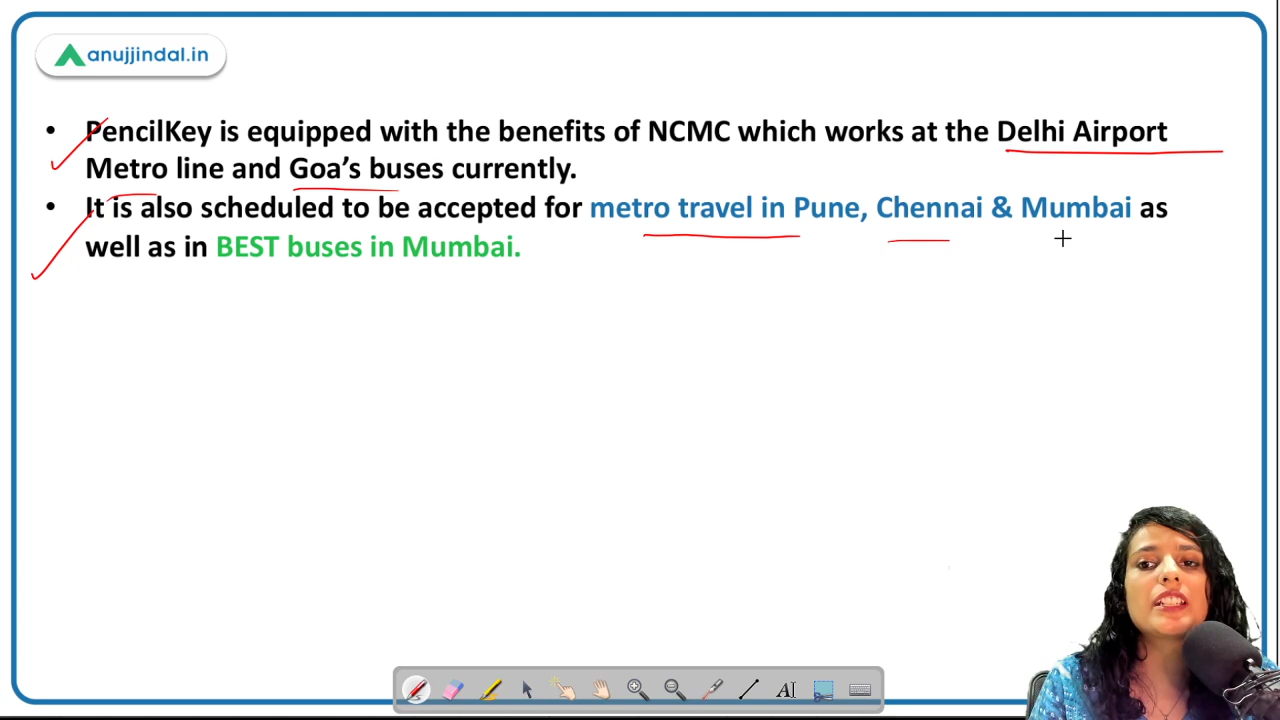 anujjindal.in
• PencilKey is equipped with the benefits of NCMC which works at the Delhi Airport
Metro line and Goa’s buses currently.
• It is also scheduled to be accepted for metro travel in Pune, Chennai & Mumbai as
well as in BEST buses in Mumbai.
AI